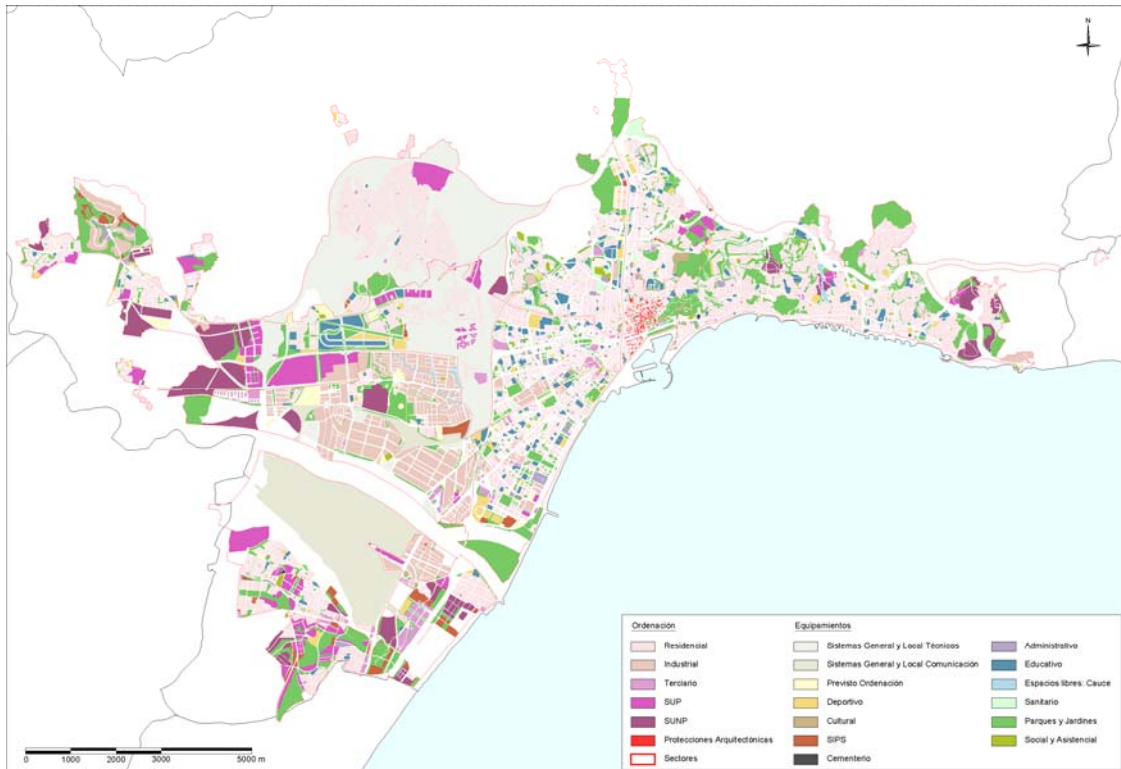 N
Ordenación
Residencial
Industrial
Terciario
SUP
SUNP
Protecciones Arquitectónicas
Sectores
Equipamientos
Sistemas General y Local Técnicos
Sistemas General y Local Comunicación
Previsto Ordenación
Deportivo
Cultural
SIPS
Cementerio
Administrativo
Educativo
Espacios libres: Cauce
Sanitario
Parques y Jardines
Social y Asistencial
0 1000 2000 3000 5000 m